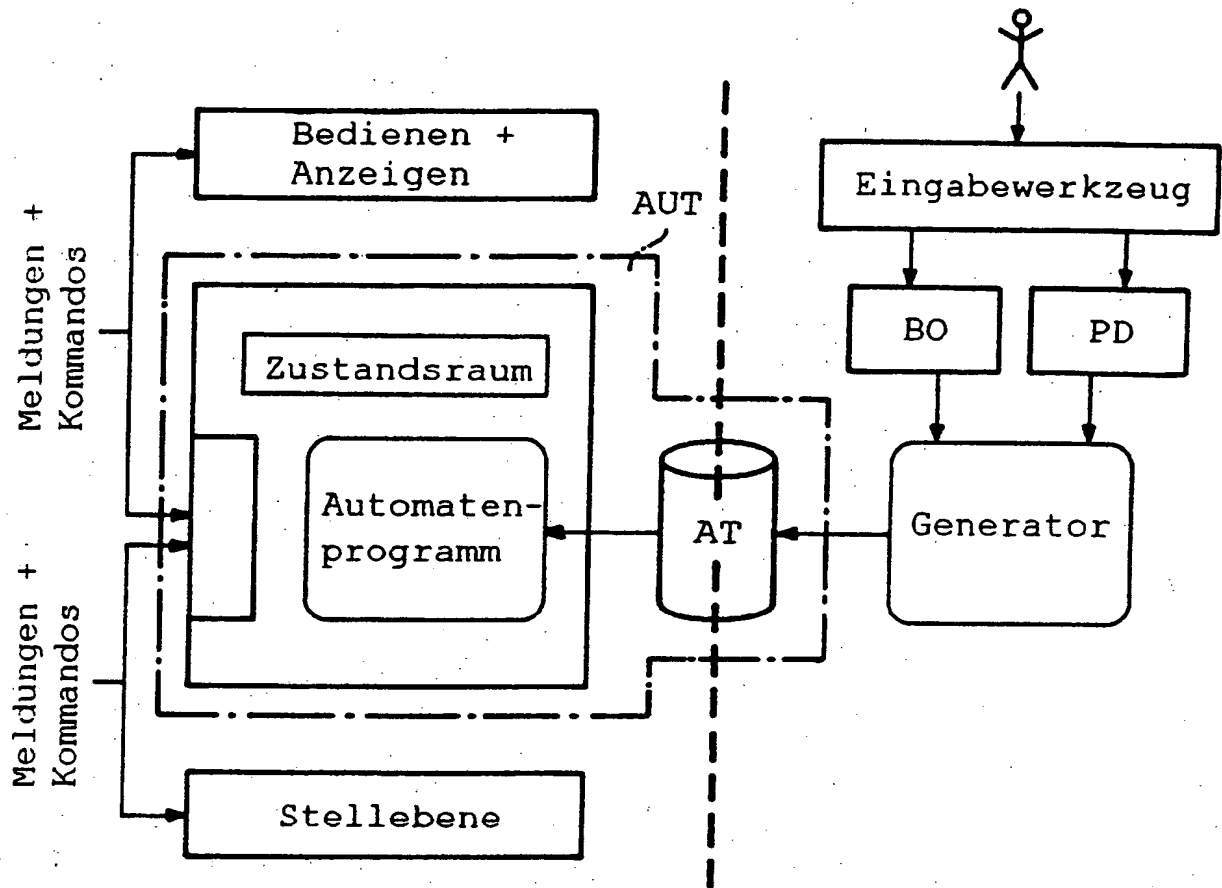 Bedienen +
Anzeigen
Meldungen +
Kommandos
AUT
Eingabewerkzeug
BO
PD
Zustandsraum
Automaten-
programm
AT
Generator
Meldungen +
Kommandos
Stellebene